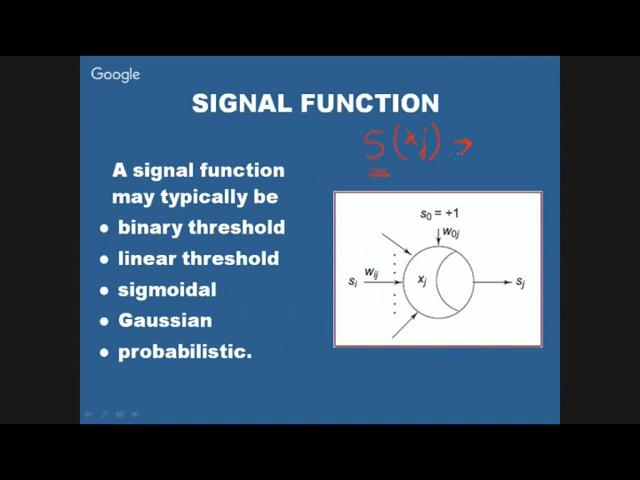 Google
SIGNAL FUNCTION
S(xj) →
A signal function
may typically be
• binary threshold
• linear threshold
• sigmoidal
• Gaussian
• probabilistic.
s0 = +1
w0j
wij
si
xj
sj